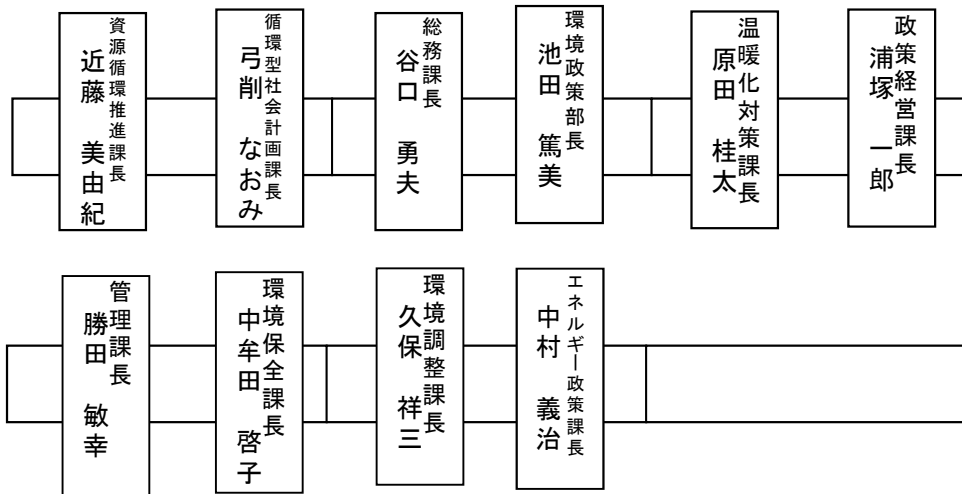 資源循環推進課長
近藤　美由紀
循環型社会計画課長
弓削　なおみ
総務課長
谷口　勇夫
環境政策部長
池田　篤美
温暖化対策課長
原田　桂太
政策経営課長
浦塚　一郎
管理課長
勝田　敏幸
環境保全課長
中牟田　啓子
環境調整課長
久保　祥三
エネルギー政策課長
中村　義治